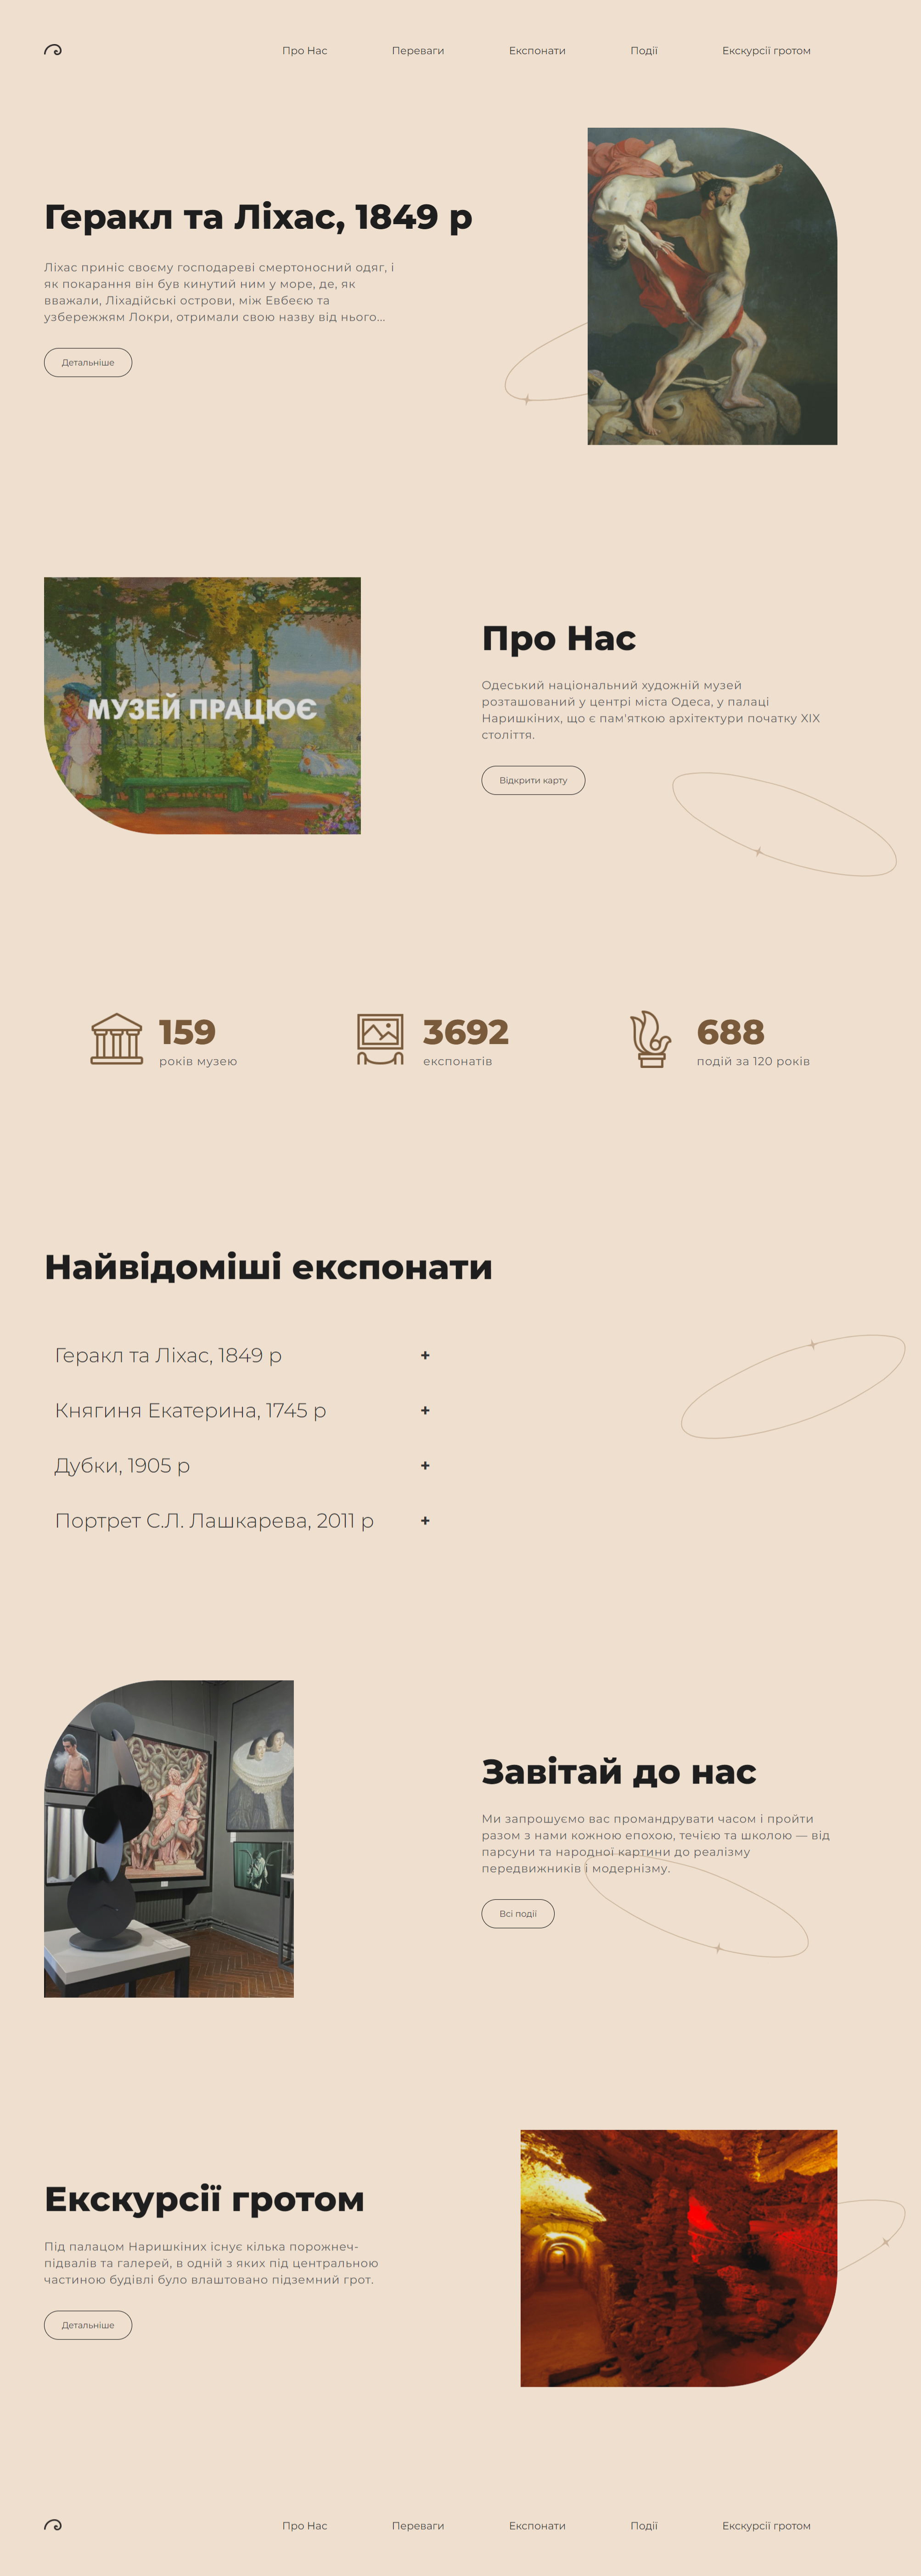 Про Нас Переваги Експонати Події Екскурсії гротом
Геракл та Ліхас, 1849 р
Ліхас приніс своєму господареві смертоносний одяг, і
як покарання він був кинутий ним у море, де, як
вважали, Ліхадійські острови, між Евбеєю та
узбережжям Локри, отримали свою назву від нього...
Детальніше
МУЗЕЙ ПРАЦЮЄ
Про Нас
Одеський національний художній музей
розташований у центрі міста Одеса, у палаці
Наришкіних, що є пам'яткою архітектури початку XIX
століття.
Відкрити карту
159
років музею
3692
експонатів
688
подій за 120 років
Найвідоміші експонати
Геракл та Ліхас, 1849 р +
Княгиня Екатерина, 1745 р +
Дубки, 1905 р +
Портрет С.Л. Лашкарева, 2011 р +
Завітай до нас
Ми запрошуємо вас промандрувати часом і пройти
разом з нами кожною епохою, течією та школою — від
парсуни та народної картини до реалізму
передвижників і модернізму.
Всі події
Екскурсії гротом
Під палацом Наришкіних існує кілька порожнеч-
підвалів та галерей, в одній з яких під центральною
частиною будівлі було влаштовано підземний грот.
Детальніше
Про Нас Переваги Експонати Події Екскурсії гротом